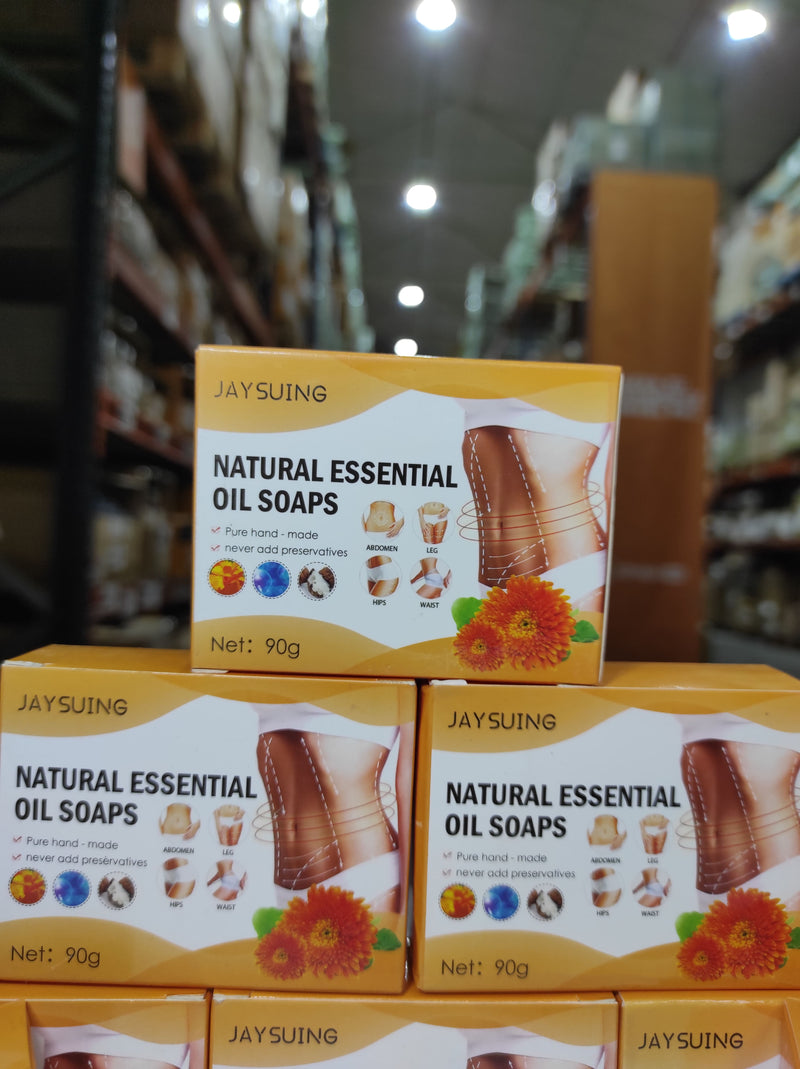 JAYSUING
NATURAL ESSENTIAL
OIL SOAPS
Pure hand - made
never add preservatives
ABDOMEN
LEG
HIPS
WAIST
Net: 90g
JAYSUING
NATURAL ESSENTIAL
OIL SOAPS
Pure hand - made
never add preservatives
ABDOMEN
LEG
HIPS
WAIST
Net: 90g
JAYSUING
NATURAL ESSENTIAL
OIL SOAPS
Pure hand - made
never add preservatives
ABDOMEN
LEG
HIPS
WAIST
Net: 90g
JAYSUING
JAYSUING